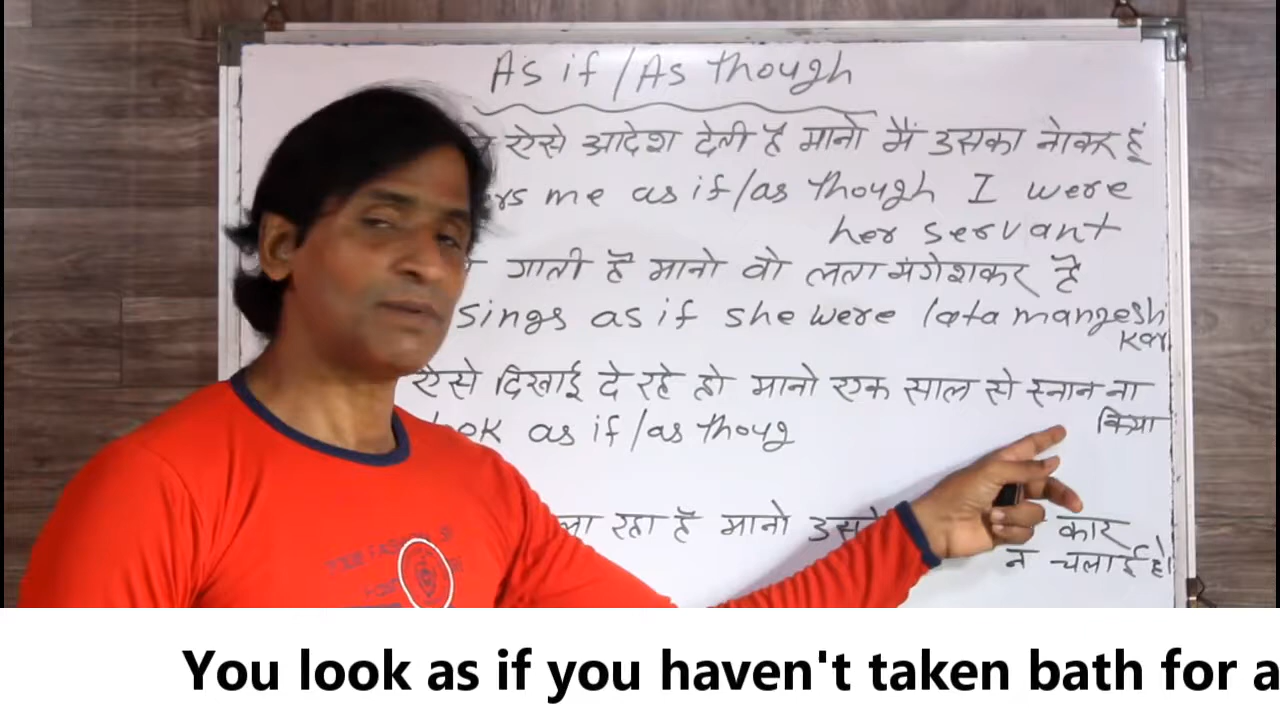 As if / As though
ऐसे आदेश देती है मानो मैं उसका नोकर हूं
rs me as if/as though I were
her servant
गाती है मानो वो लता मंगेशकर है
sings as if she were lata mangesh
kar
ऐसे दिखाई दे रहे हो मानो एक साल से स्नान ना
किया
ook as if/as thoug
ला रहा है मानो उसने कार
न चलाई हो
You look as if you haven't taken bath for a